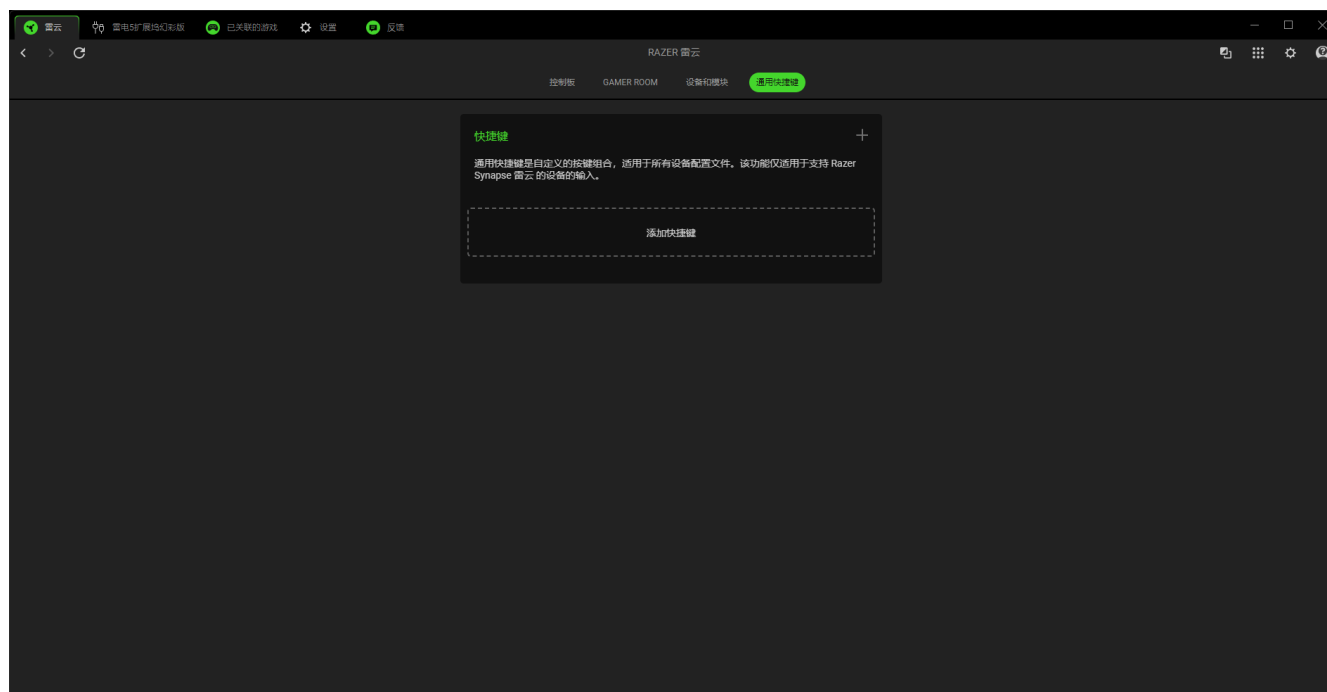 雷云
雷电5扩展坞幻彩版
已关联的游戏
设置
反馈
RAZER 雷云
控制板
GAMER ROOM
设备和模块
通用快捷键
快捷键
通用快捷键是自定义的按键组合，适用于所有设备配置文件。该功能仅适用于支持 Razer
Synapse 雷云 的设备的输入。
添加快捷键